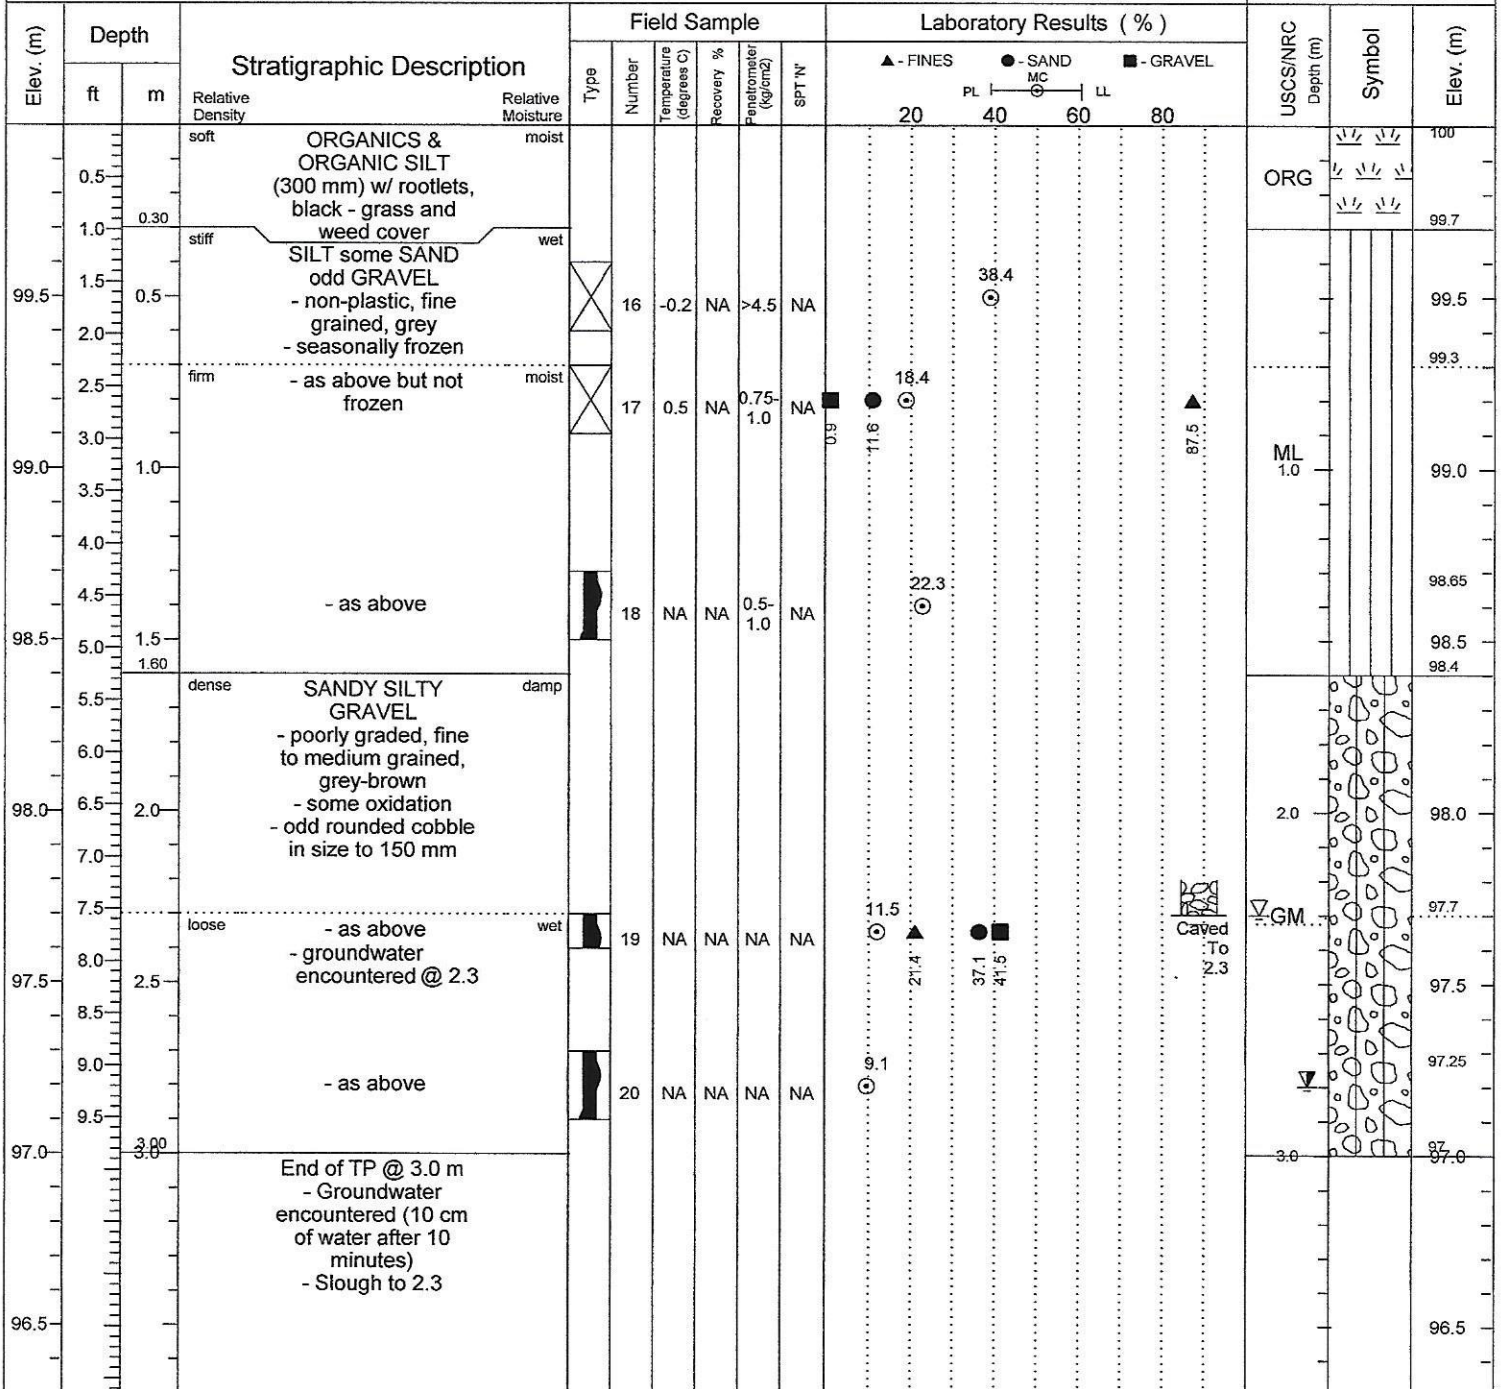 Elev. (m)
Depth
ft
m
Stratigraphic Description
Relative Density
Relative Moisture
Field Sample
Type
Number
Temperature (degrees C)
Recovery %
Penetrometer (kg/cm2)
SPT 'N'
Laboratory Results ( % )
▲ - FINES ● - SAND ■ - GRAVEL
MC
PL LL
20 40 60 80
USCS/NRC
Depth (m)
Symbol
Elev. (m)
soft ORGANICS & moist
ORGANIC SILT
(300 mm) w/ rootlets,
black - grass and
weed cover
0.5
0.30
1.0
ORG
100
99.7
stiff wet
SILT some SAND
odd GRAVEL
- non-plastic, fine
grained, grey
- seasonally frozen
99.5
1.5
0.5
2.0
16 -0.2 NA >4.5 NA
38.4
99.5
99.3
firm - as above but not moist
frozen
2.5
3.0
17 0.5 NA 0.75-1.0 NA
18.4
0.9
11.6
87.5
99.0
1.0
3.5
4.0
ML
1.0
99.0
- as above
4.5
18 NA NA 0.5-1.0 NA
22.3
98.65
98.5
5.0
1.5
1.60
98.5
98.4
dense SANDY SILTY damp
GRAVEL
- poorly graded, fine
to medium grained,
grey-brown
- some oxidation
- odd rounded cobble
in size to 150 mm
5.5
6.0
98.0
6.5
2.0
7.0
7.5
2.0
98.0
loose - as above wet
- groundwater
encountered @ 2.3
19 NA NA NA NA
11.5
21.4
37.1
41.5
Caved
To
2.3
GM
97.7
8.0
97.5
2.5
8.5
97.5
- as above
9.0
9.5
20 NA NA NA NA
9.1
97.25
97.0
3.00
3.0
3.0
97
97.0
End of TP @ 3.0 m
- Groundwater
encountered (10 cm
of water after 10
minutes)
- Slough to 2.3
96.5
96.5